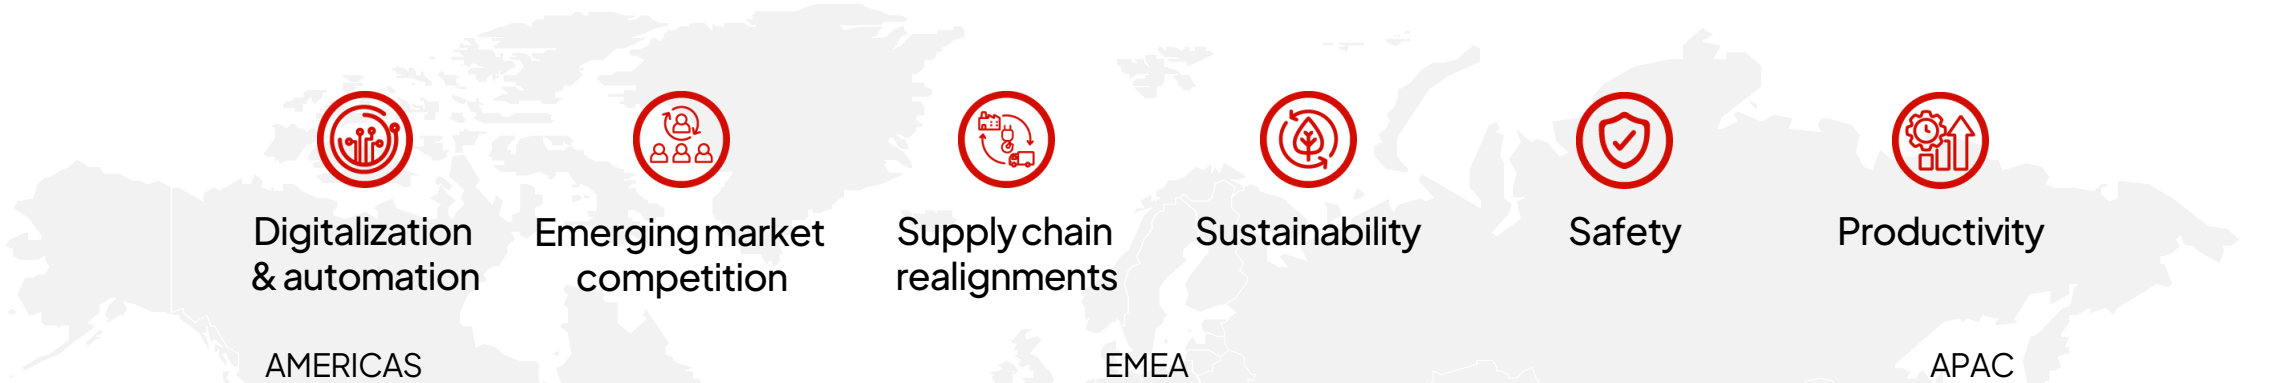 Digitalization
& automation
Emerging market
competition
Supply chain
realignments
Sustainability
Safety
Productivity
AMERICAS
EMEA
APAC